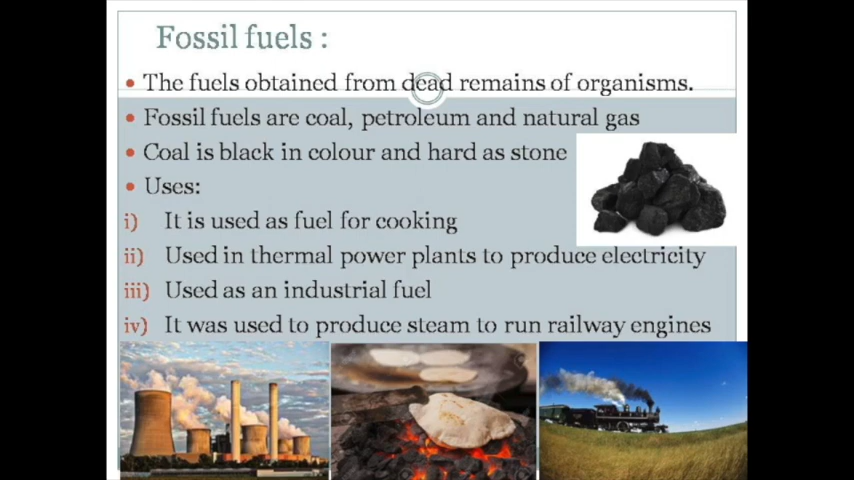 Fossil fuels :
• The fuels obtained from dead remains of organisms.
• Fossil fuels are coal, petroleum and natural gas
• Coal is black in colour and hard as stone
• Uses:
i) It is used as fuel for cooking
ii) Used in thermal power plants to produce electricity
iii) Used as an industrial fuel
iv) It was used to produce steam to run railway engines